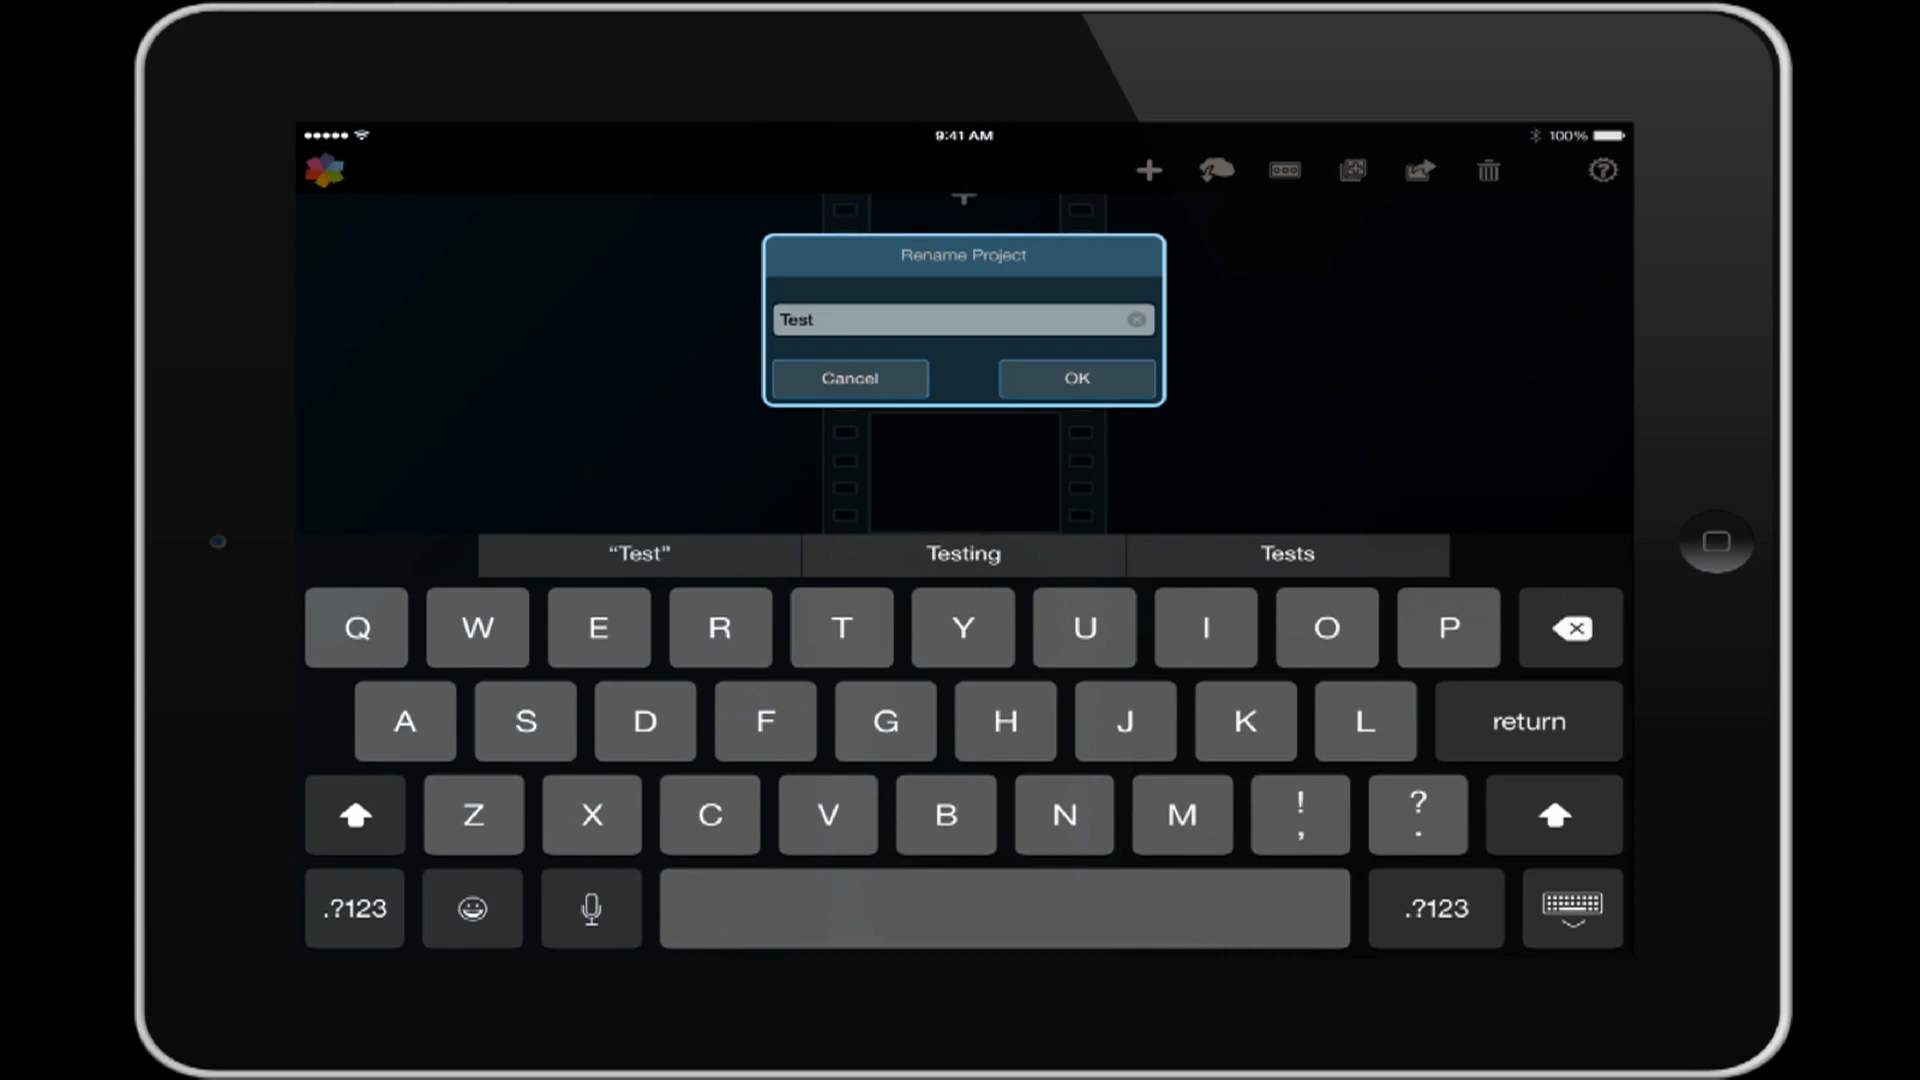 9:41 AM
100%
Rename Project
Test
Cancel
OK
“Test”
Testing
Tests
Q W E R T Y U I O P
A S D F G H J K L return
Z X C V B N M ! , ? .
.?123
.?123